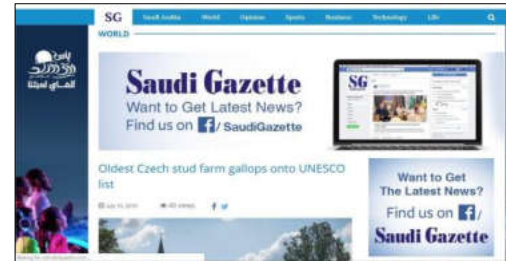 SG Saudi Arabia World Opinion Sports Business Technology Life
WORLD
Saudi Gazette
Want to Get Latest News?
Find us on f/ SaudiGazette
SG
Oldest Czech stud farm gallops onto UNESCO
list
views
Want to Get
The Latest News?
Find us on f/
Saudi Gazette